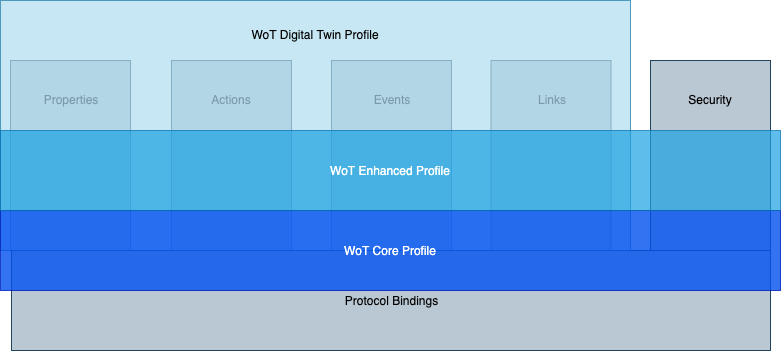 WoT Digital Twin Profile
Properties
Actions
Events
Links
Security
WoT Enhanced Profile
WoT Core Profile
Protocol Bindings